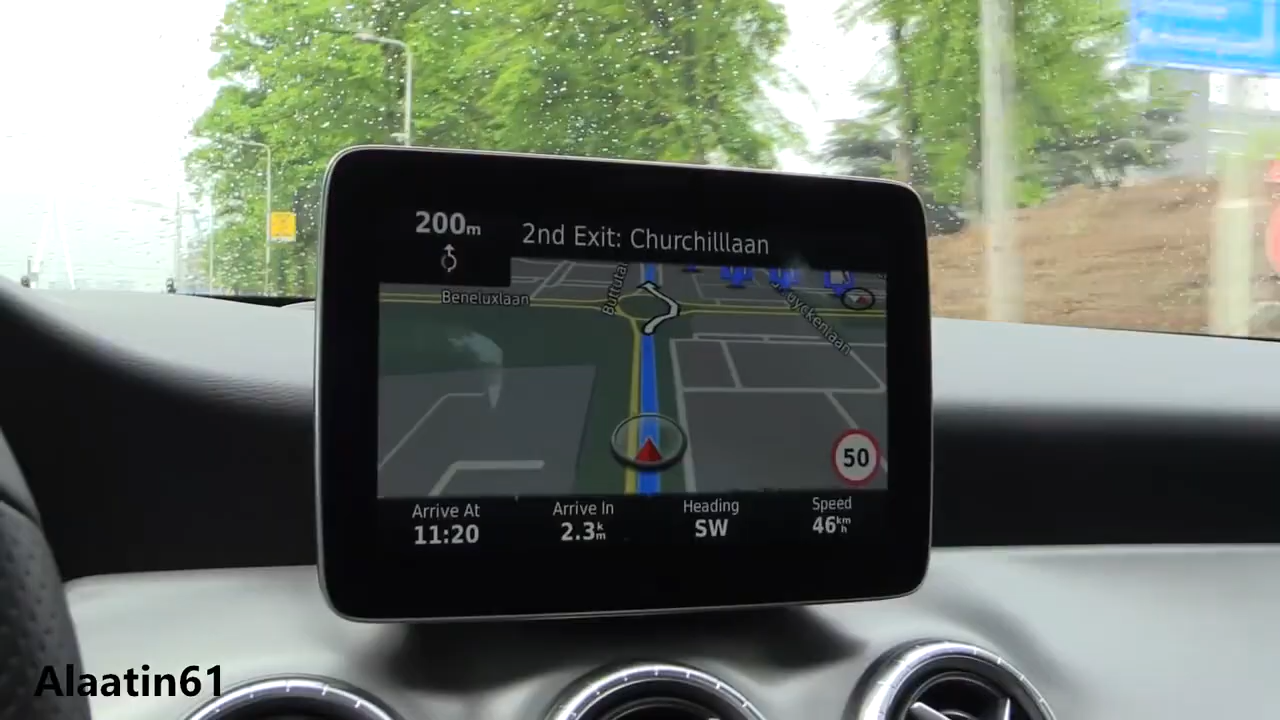 200m
2nd Exit: Churchilllaan
Beneluxlaan
50
Arrive At
11:20
Arrive In
2.3km
Heading
SW
Speed
46km/h
Alaatin61